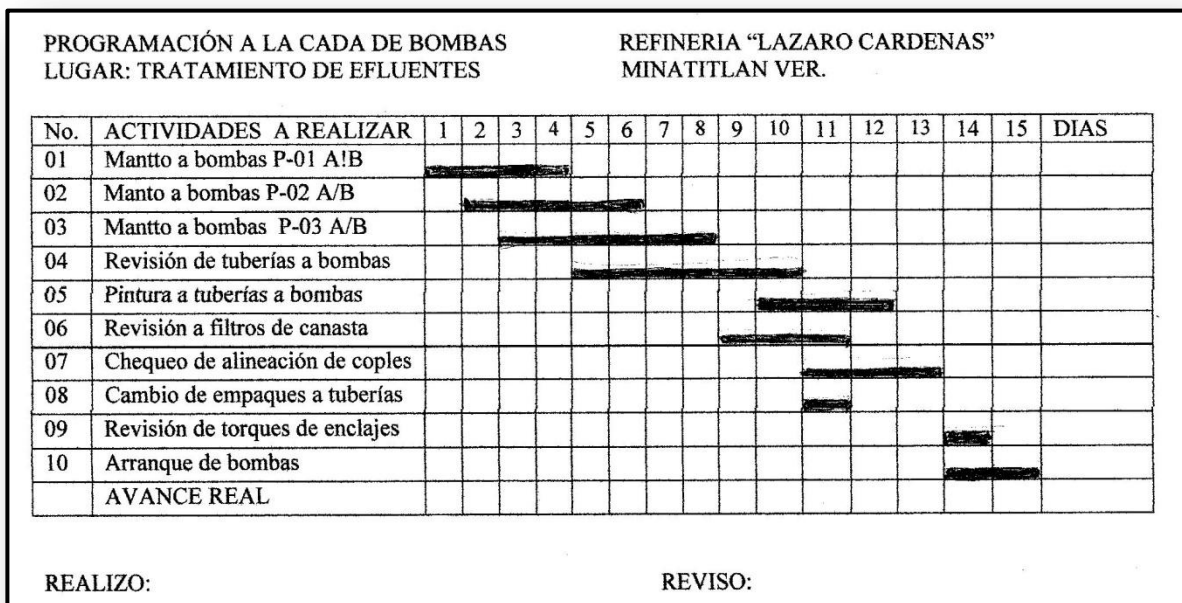 PROGRAMACIÓN A LA CADA DE BOMBAS REFINERIA “LAZARO CARDENAS”
LUGAR: TRATAMIENTO DE EFLUENTES MINATITLAN VER.
No. ACTIVIDADES A REALIZAR 1 2 3 4 5 6 7 8 9 10 11 12 13 14 15 DIAS
01 Mantto a bombas P-01 A!B
02 Manto a bombas P-02 A/B
03 Mantto a bombas P-03 A/B
04 Revisión de tuberías a bombas
05 Pintura a tuberías a bombas
06 Revisión a filtros de canasta
07 Chequeo de alineación de coples
08 Cambio de empaques a tuberías
09 Revisión de torques de enclajes
10 Arranque de bombas
AVANCE REAL
REALIZO: REVISO: